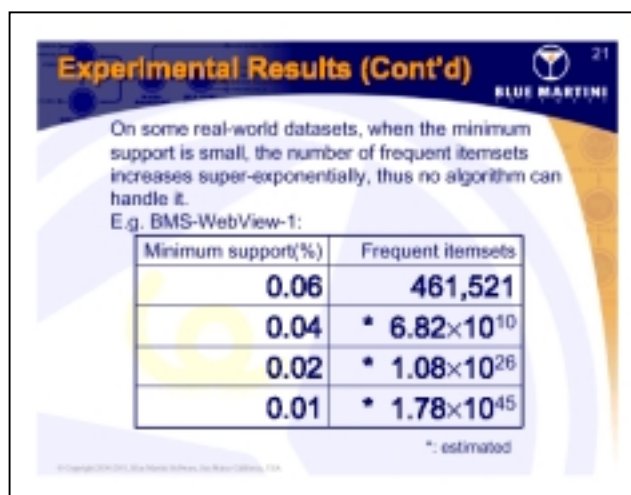 Experimental Results (Cont'd)
21
BLUE MARTINI
On some real-world datasets, when the minimum
support is small, the number of frequent itemsets
increases super-exponentially, thus no algorithm can
handle it.
E.g. BMS-WebView-1:
Minimum support(%) Frequent itemsets
0.06 461,521
0.04 * 6.82×10¹⁰
0.02 * 1.08×10²⁶
0.01 * 1.78×10⁴⁵
*: estimated